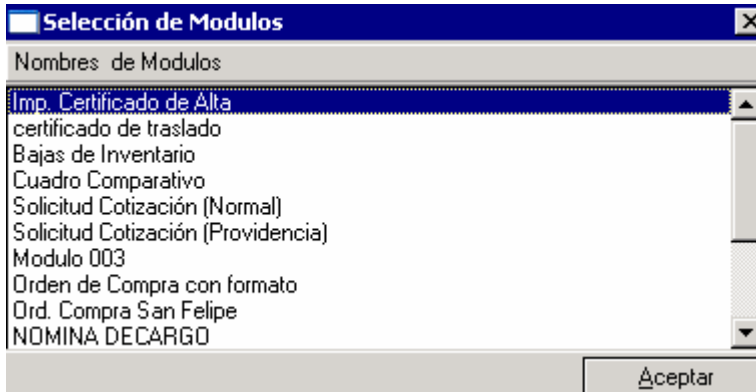 Selección de Modulos
Nombres de Modulos
Imp. Certificado de Alta
certificado de traslado
Bajas de Inventario
Cuadro Comparativo
Solicitud Cotización (Normal)
Solicitud Cotización (Providencia)
Modulo 003
Orden de Compra con formato
Ord. Compra San Felipe
NOMINA DECARGO
Aceptar